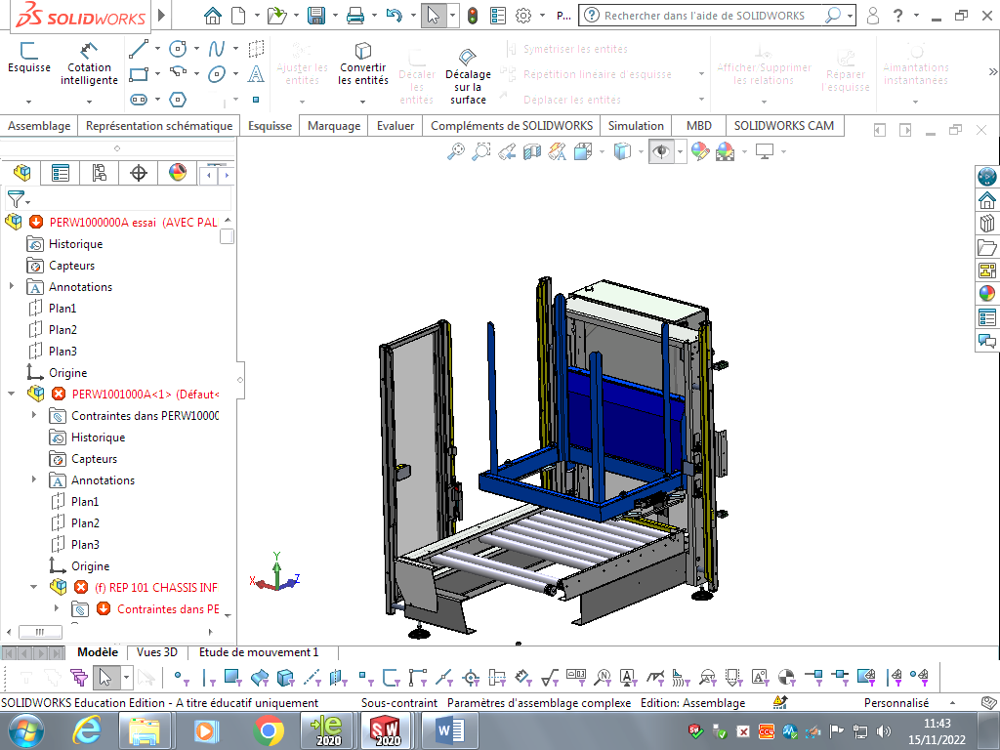 SOLIDWORKS
P...
Rechercher dans l'aide de SOLIDWORKS
Esquisse
Cotation intelligente
Ajuster les entités
Convertir les entités
Décaler les entités
Décalage sur la surface
Symétriser les entités
Répétition linéaire d'esquisse
Déplacer les entités
Afficher/Supprimer les relations
Réparer l'esquisse
Aimantations instantanées
Assemblage
Représentation schématique
Esquisse
Marquage
Evaluer
Compléments de SOLIDWORKS
Simulation
MBD
SOLIDWORKS CAM
PERW1000000A essai (AVEC PAL
Historique
Capteurs
Annotations
Plan1
Plan2
Plan3
Origine
PERW1001000A<1> (Défaut<
Contraintes dans PERW10000
Historique
Capteurs
Annotations
Plan1
Plan2
Plan3
Origine
(f) REP 101 CHASSIS INF
Contraintes dans PE
Y
X
Z
Modèle
Vues 3D
Etude de mouvement 1
SOLIDWORKS Education Edition - A titre éducatif uniquement
Sous-contraint
Paramètres d'assemblage complexe
Edition: Assemblage
Personnalisé
2020
SW
2020
W
11:43
15/11/2022